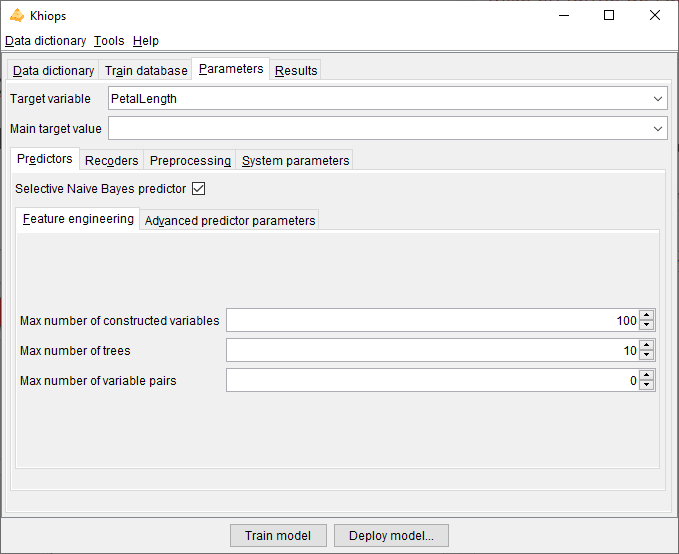 Khiops
Data dictionary Tools Help
Data dictionary Train database Parameters Results
Target variable PetalLength
Main target value
Predictors Recoders Preprocessing System parameters
Selective Naive Bayes predictor
Feature engineering Advanced predictor parameters
Max number of constructed variables 100
Max number of trees 10
Max number of variable pairs 0
Train model Deploy model...